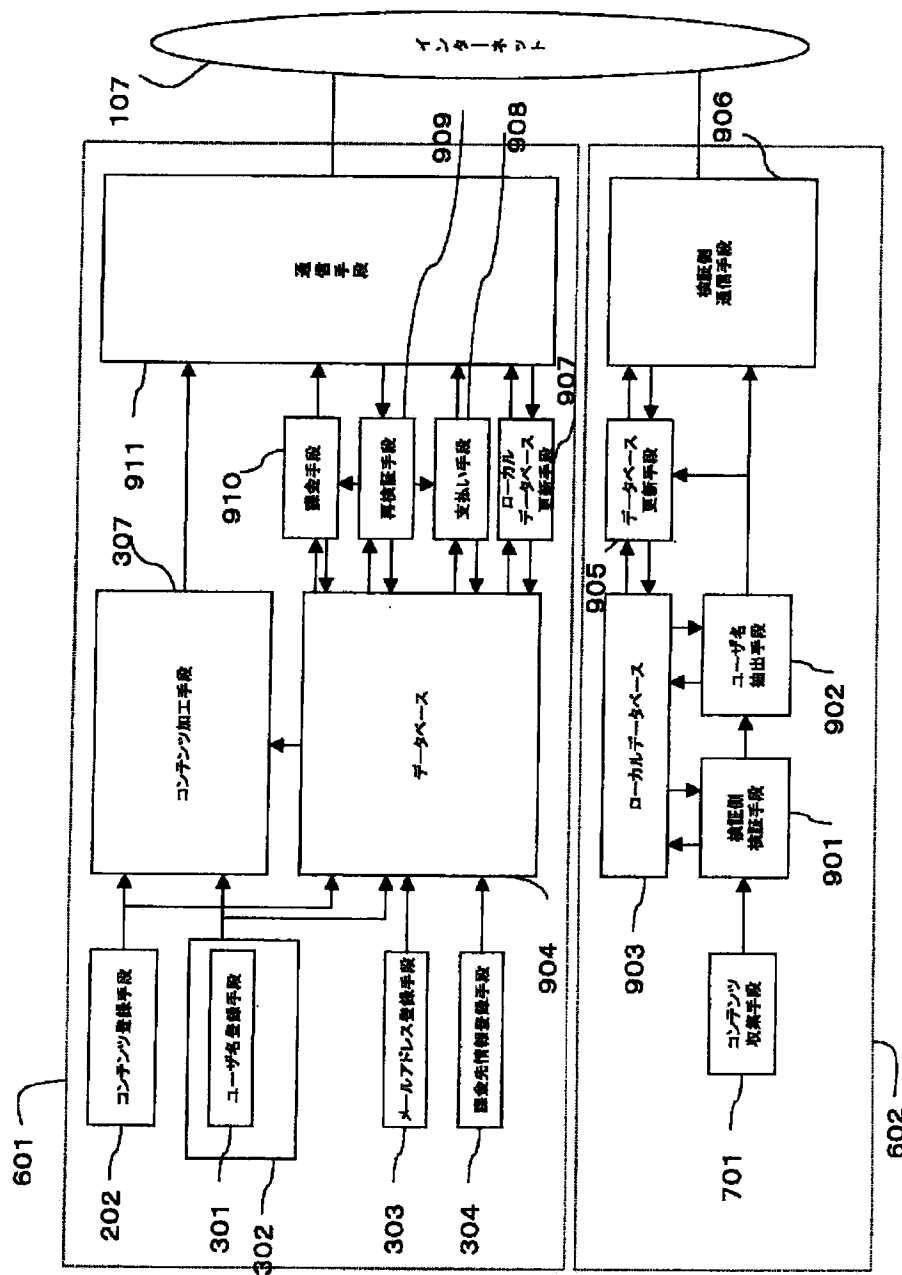 インターネット
107
601
通信手段
911
909
908
907
910
課金手段
再検証手段
支払い手段
ローカル
データベース
更新手段
307
コンテンツ加工手段
データベース
904
コンテンツ登録手段
ユーザ名登録手段
メールアドレス登録手段
課金先情報登録手段
202
301
302
303
304
906
検証側
通信手段
データベース
更新手段
905
ローカルデータベース
903
ユーザ名
抽出手段
902
検証側
検証手段
901
コンテンツ
収集手段
701
602